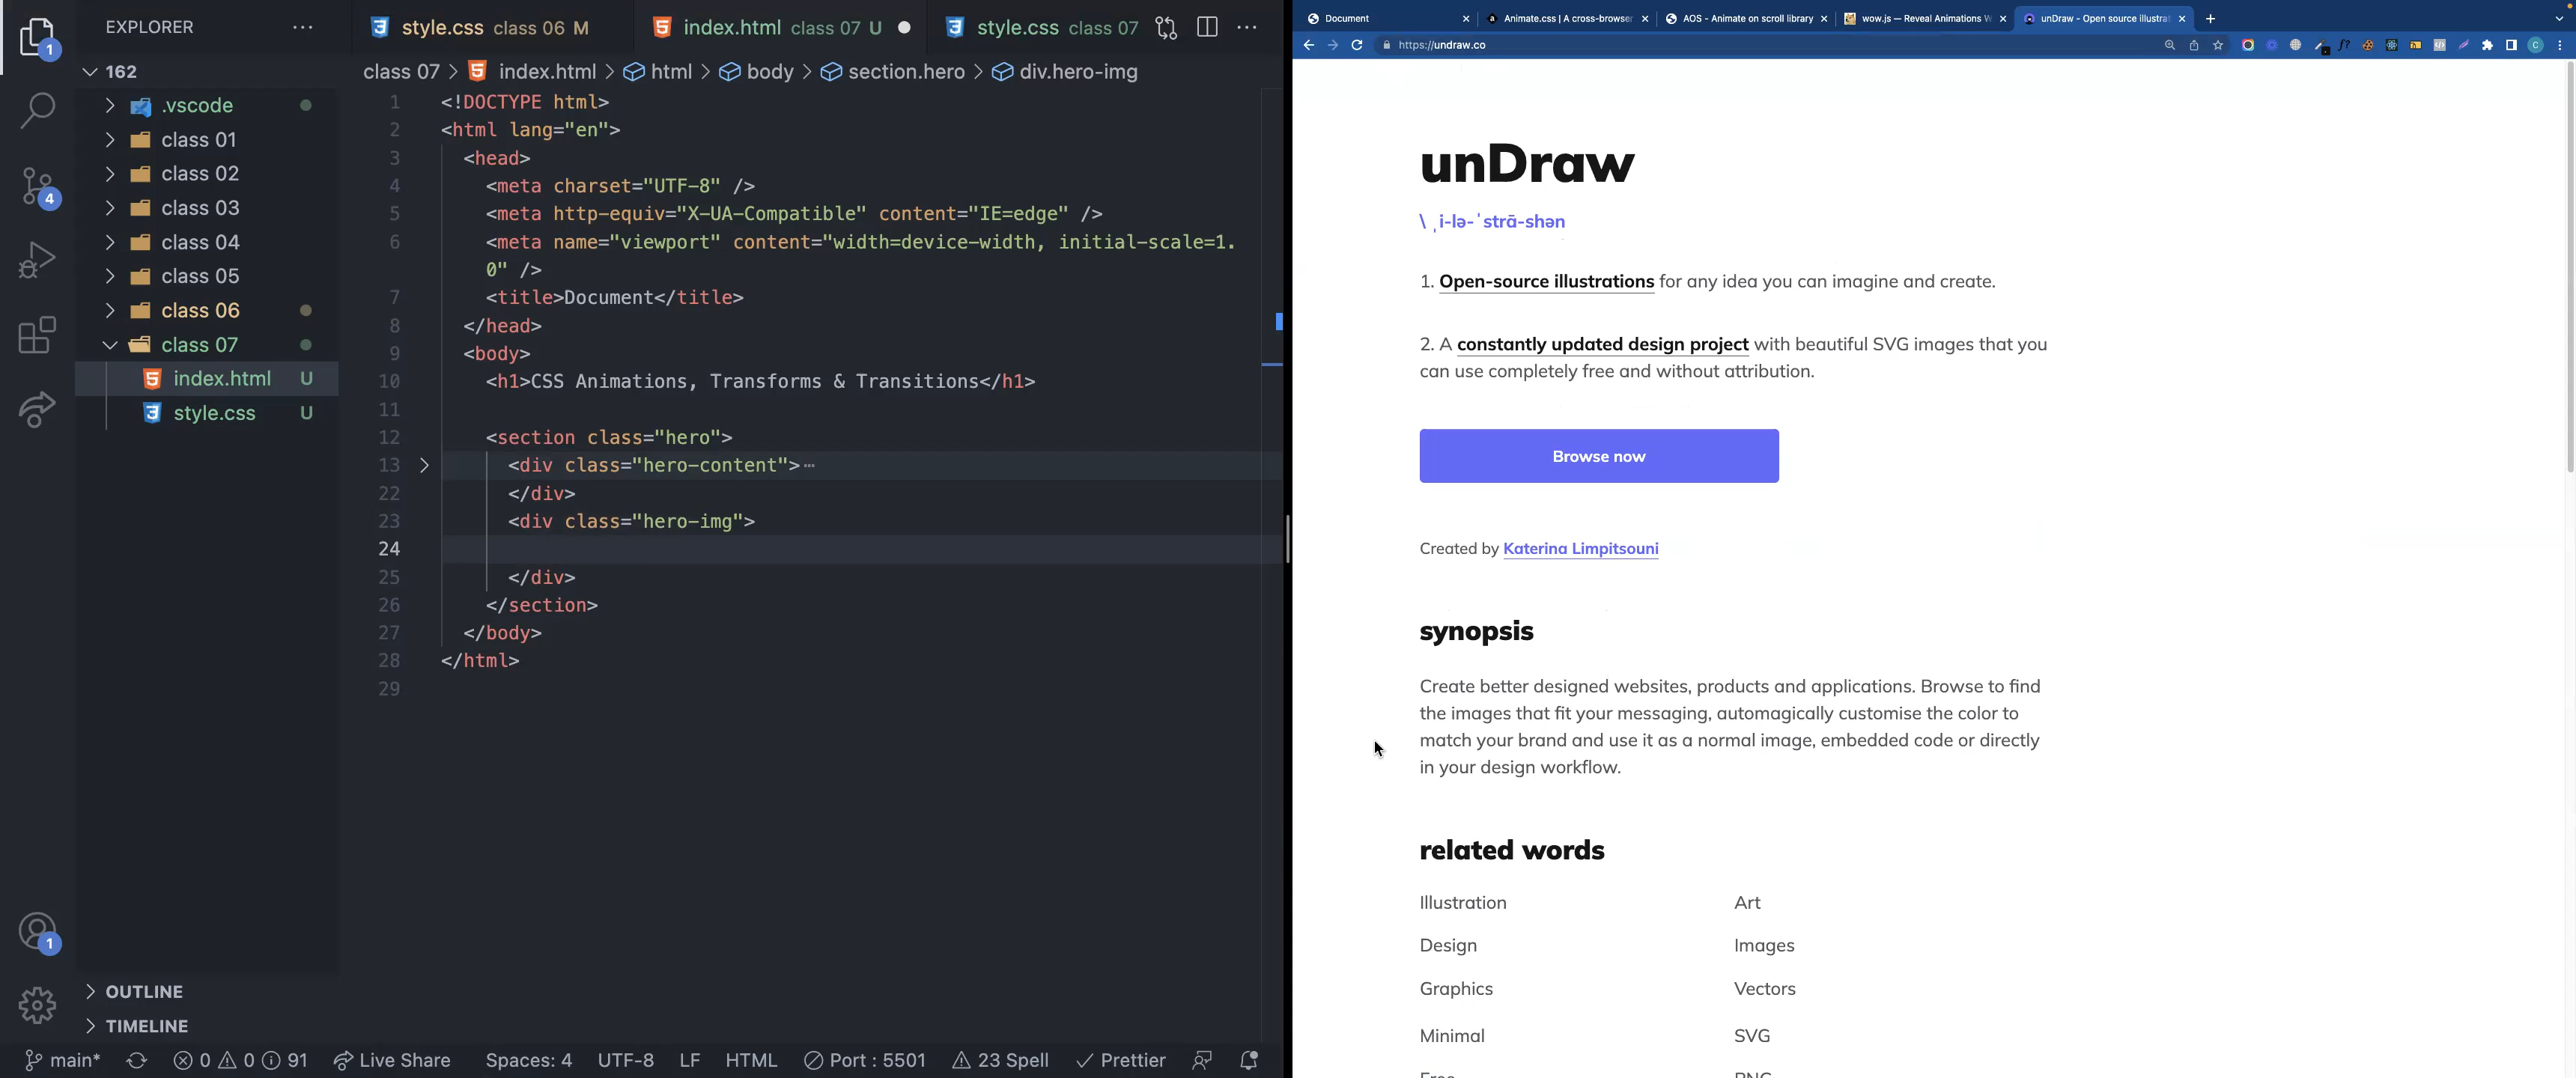 EXPLORER
162
.vscode
class 01
class 02
class 03
class 04
class 05
class 06
class 07
index.html U
style.css U
OUTLINE
TIMELINE
1
4
1
style.css class 06 M
index.html class 07 U
style.css class 07
class 07 > index.html > html > body > section.hero > div.hero-img
1 <!DOCTYPE html>
2 <html lang="en">
3 <head>
4 <meta charset="UTF-8" />
5 <meta http-equiv="X-UA-Compatible" content="IE=edge" />
6 <meta name="viewport" content="width=device-width, initial-scale=1.
0" />
7 <title>Document</title>
8 </head>
9 <body>
10 <h1>CSS Animations, Transforms & Transitions</h1>
11
12 <section class="hero">
13 <div class="hero-content">⋯
22 </div>
23 <div class="hero-img">
24
25 </div>
26 </section>
27 </body>
28 </html>
29
main* 0 0 91 Live Share Spaces: 4 UTF-8 LF HTML Port : 5501 23 Spell Prettier
Document
Animate.css | A cross-browser
AOS - Animate on scroll library
wow.js — Reveal Animations W
unDraw - Open source illustrat
https://undraw.co
unDraw
\ ˌi-lə-ˈstrā-shən
1. Open-source illustrations for any idea you can imagine and create.
2. A constantly updated design project with beautiful SVG images that you
can use completely free and without attribution.
Browse now
Created by Katerina Limpitsouni
synopsis
Create better designed websites, products and applications. Browse to find
the images that fit your messaging, automagically customise the color to
match your brand and use it as a normal image, embedded code or directly
in your design workflow.
related words
Illustration Art
Design Images
Graphics Vectors
Minimal SVG
Free PNG